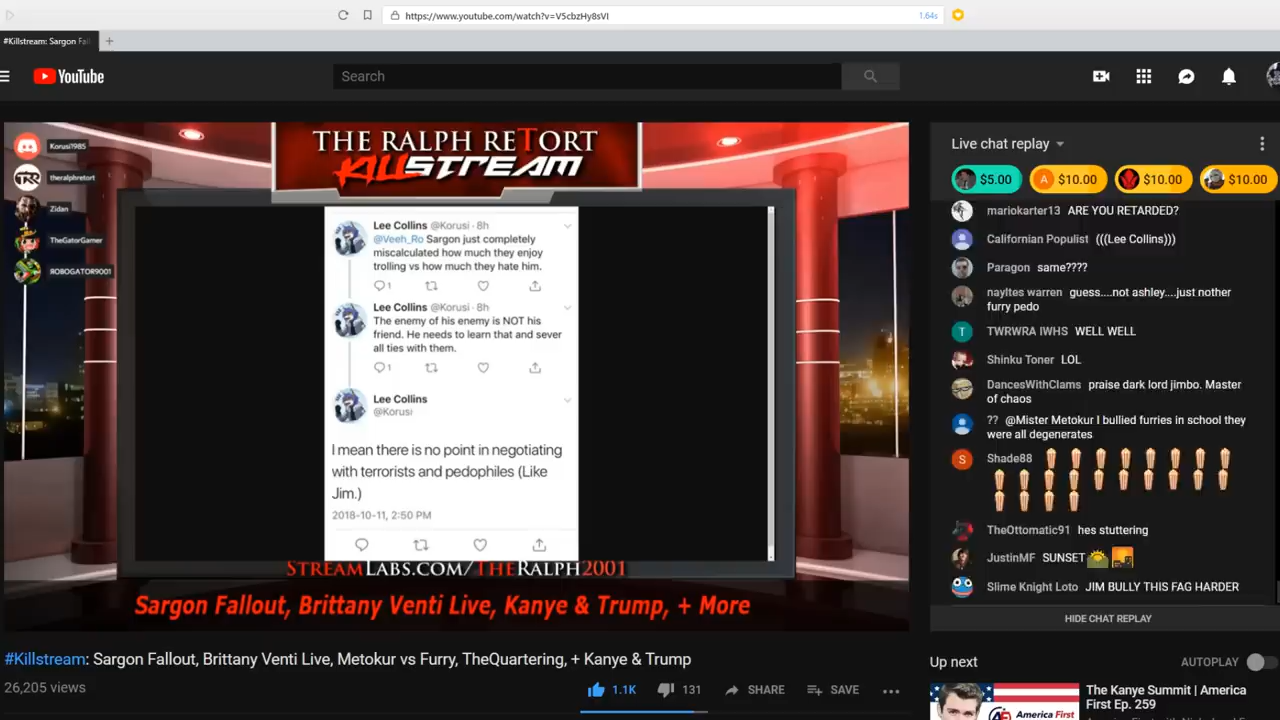 https://www.youtube.com/watch?v=V5cbzHy8sVI
1.64s
#Killstream: Sargon Fal
YouTube
Search
THE RALPH RETORT
KILLSTREAM
Korusi1985
theralphretort
Zidan
TheGatorGamer
ROBOGATOR9001
Lee Collins @Korusi · 8h
@Veeh_Ro Sargon just completely
miscalculated how much they enjoy
trolling vs how much they hate him.
1
Lee Collins @Korusi · 8h
The enemy of his enemy is NOT his
friend. He needs to learn that and sever
all ties with them.
1
Lee Collins
@Korusi
I mean there is no point in negotiating
with terrorists and pedophiles (Like
Jim.)
2018-10-11, 2:50 PM
STREAMLABS.COM/THERALPH2001
Sargon Fallout, Brittany Venti Live, Kanye & Trump, + More
#Killstream: Sargon Fallout, Brittany Venti Live, Metokur vs Furry, TheQuartering, + Kanye & Trump
26,205 views
1.1K
131
SHARE
SAVE
Live chat replay
$5.00
A $10.00
$10.00
$10.00
mariokarter13 ARE YOU RETARDED?
Californian Populist (((Lee Collins)))
Paragon same????
nayltes warren guess....not ashley....just nother
furry pedo
T TWRWRA IWHS WELL WELL
Shinku Toner LOL
DancesWithClams praise dark lord jimbo. Master
of chaos
?? @Mister Metokur I bullied furries in school they
were all degenerates
S Shade88
TheOttomatic91 hes stuttering
JustinMF SUNSET
Slime Knight Loto JIM BULLY THIS FAG HARDER
HIDE CHAT REPLAY
Up next
AUTOPLAY
The Kanye Summit | America
First Ep. 259
America First